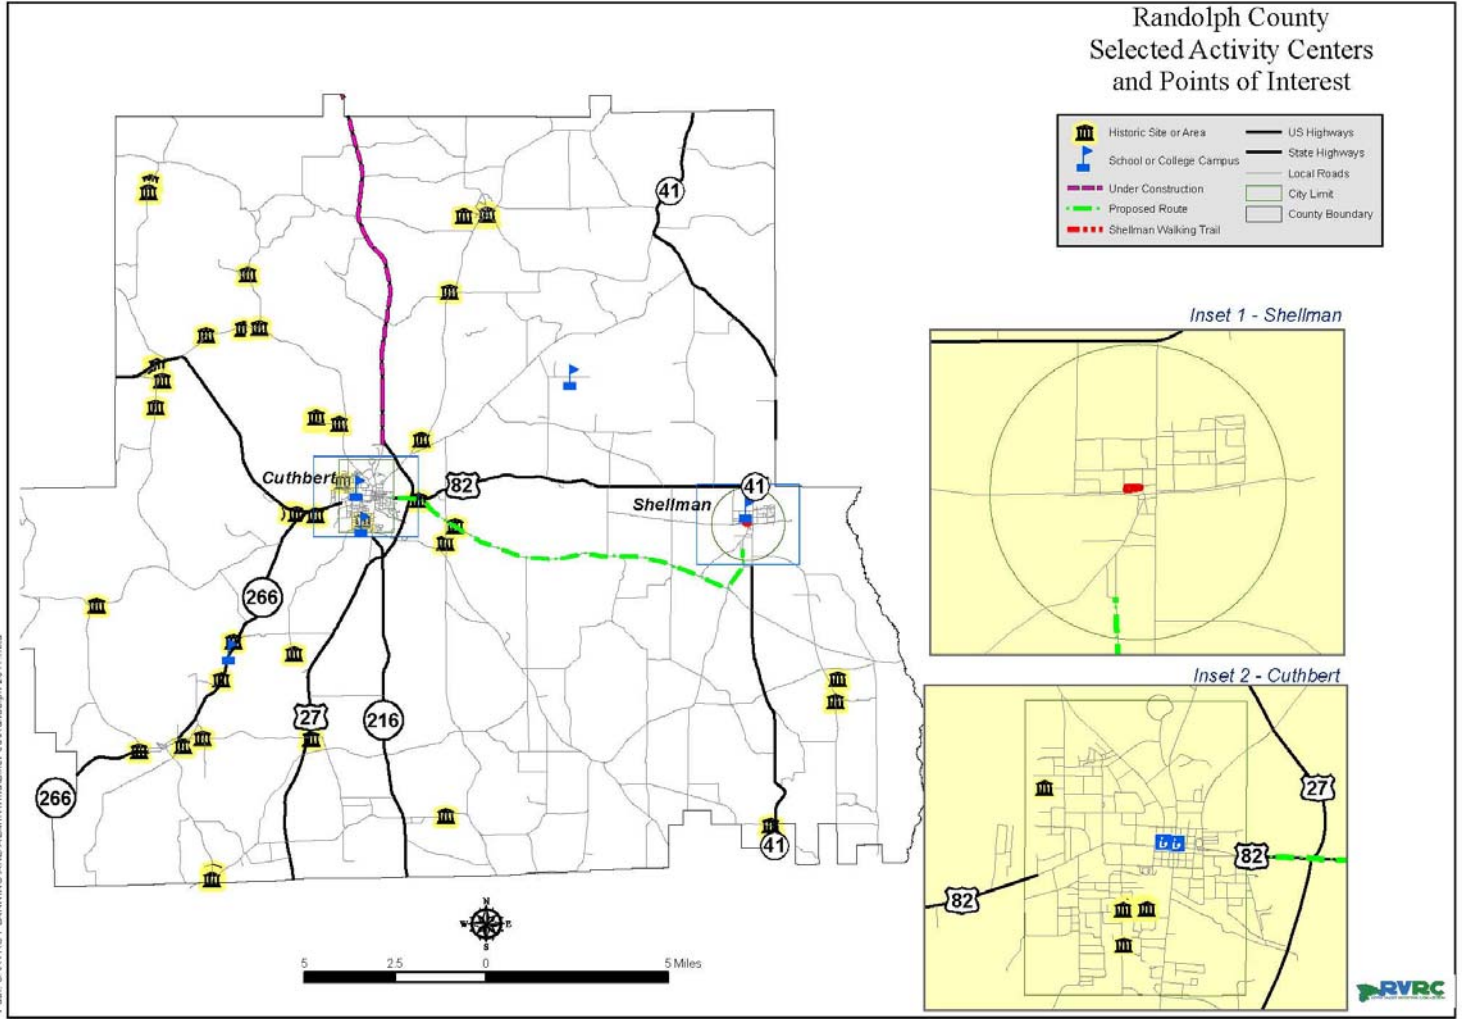 Randolph County
Selected Activity Centers
and Points of Interest
Historic Site or Area
School or College Campus
Under Construction
Proposed Route
Shellman Walking Trail
US Highways
State Highways
Local Roads
City Limit
County Boundary
41
Inset 1 - Shellman
Cuthbert
82
41
Shellman
266
27
216
266
41
Inset 2 - Cuthbert
27
82
82
N
W E
S
5 2.5 0 5 Miles
RVRC